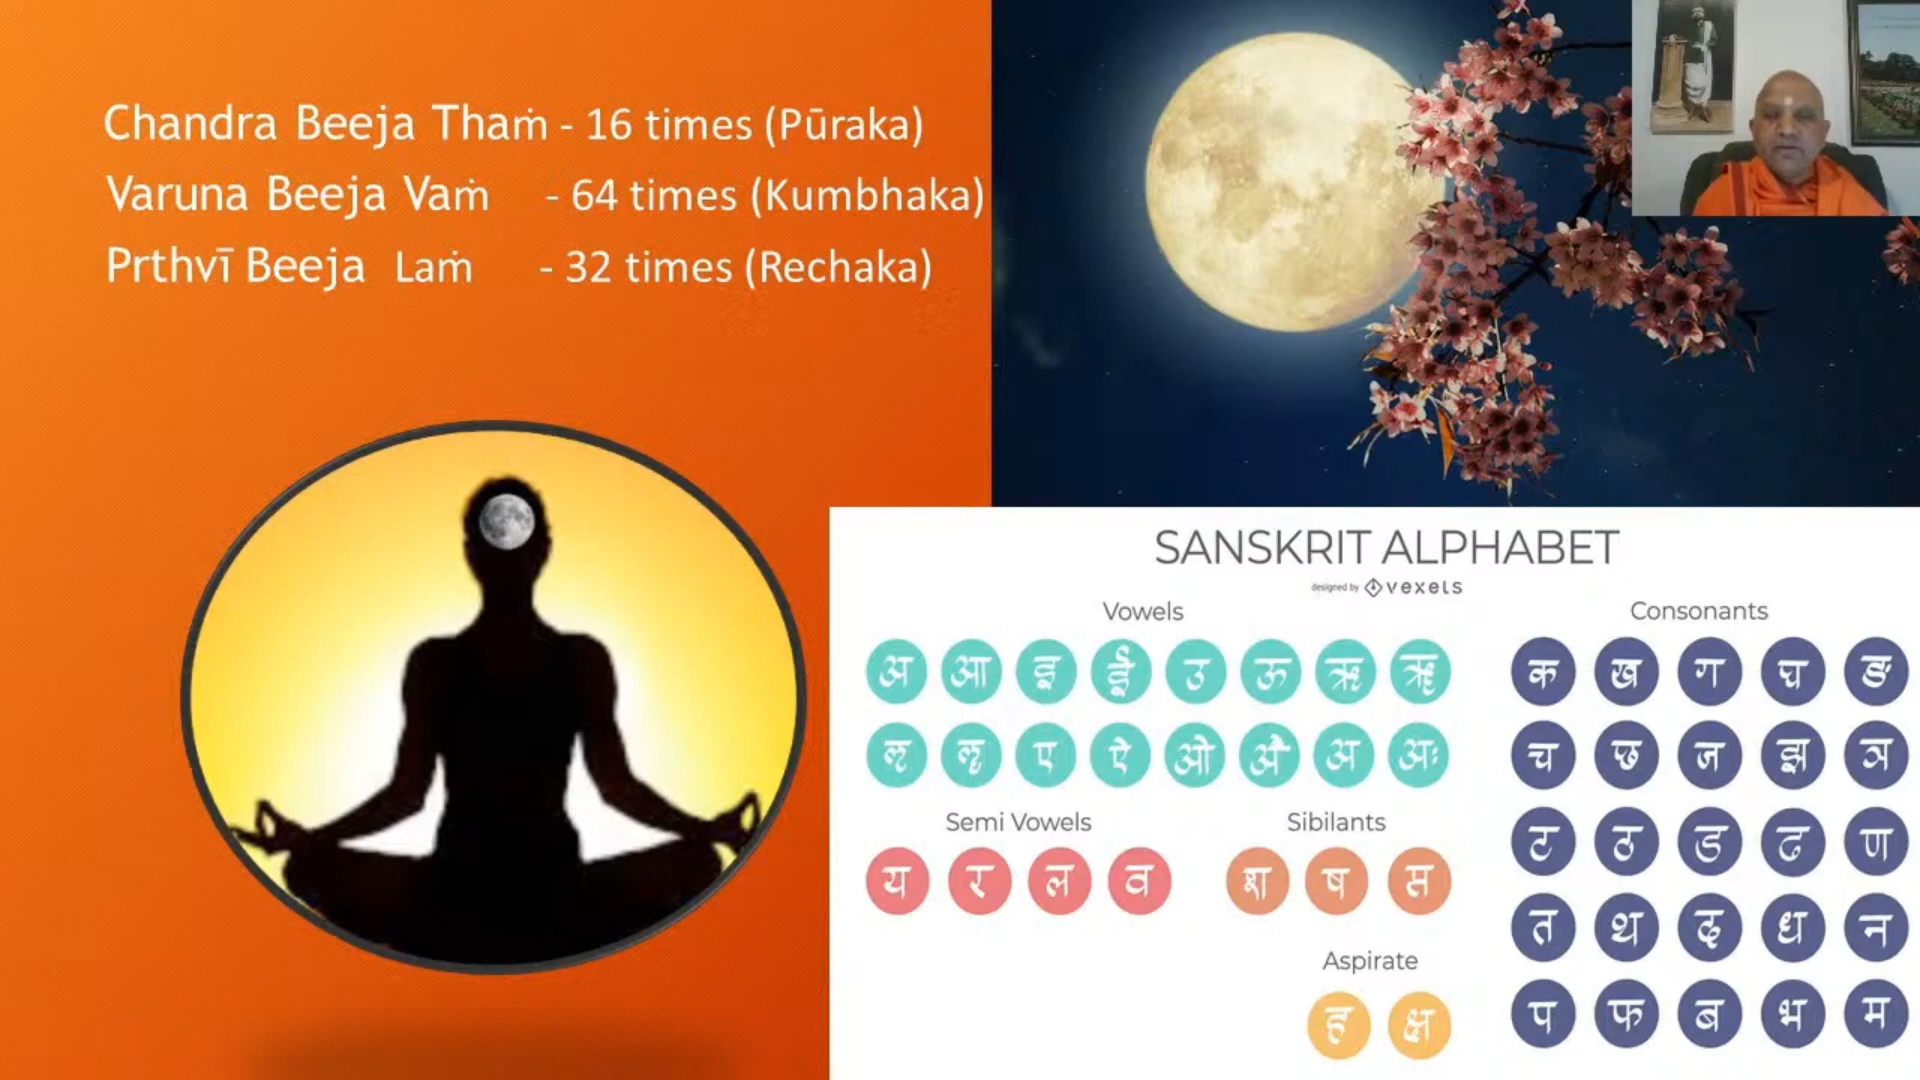 Chandra Beeja Thaṁ - 16 times (Pūraka)
Varuna Beeja Vaṁ - 64 times (Kumbhaka)
Prthvī Beeja Laṁ - 32 times (Rechaka)
SANSKRIT ALPHABET
designed by vexels
Vowels
अ आ इ ई उ ऊ ऋ ॠ
ऌ ॡ ए ऐ ओ औ अ अः
Semi Vowels
य र ल व
Sibilants
श ष स
Aspirate
ह क्ष
Consonants
क ख ग घ ङ
च छ ज झ ञ
ट ठ ड ढ ण
त थ द ध न
प फ ब भ म